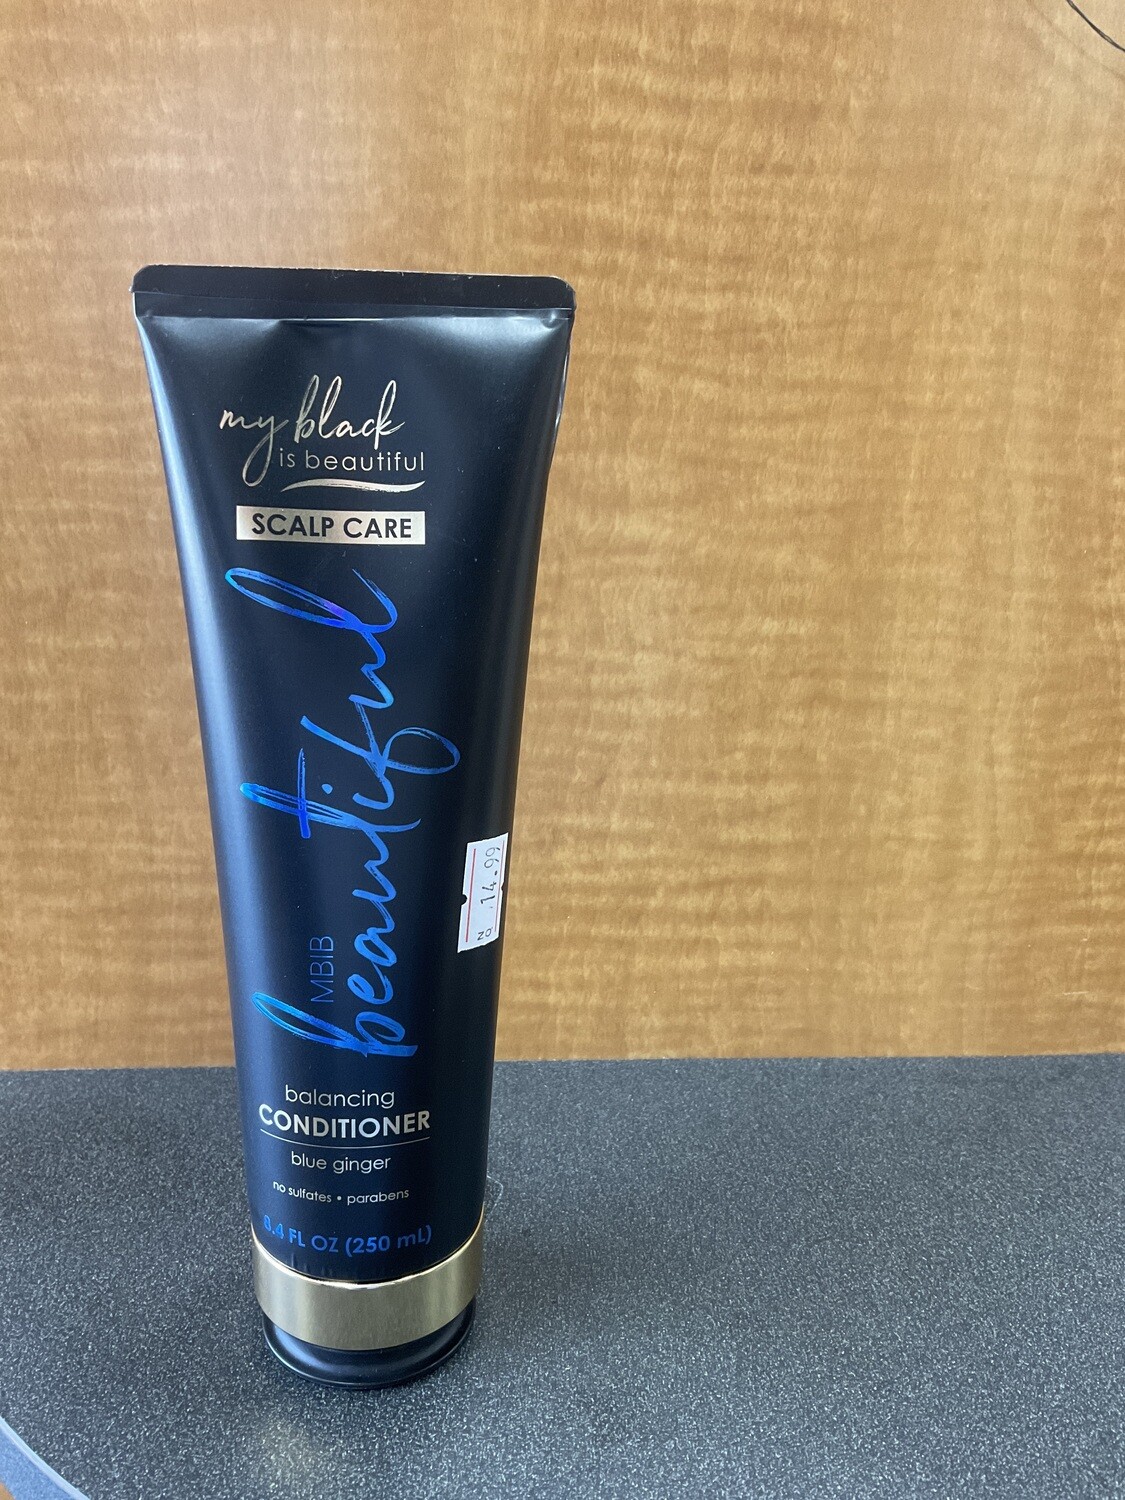 my black
is beautiful
SCALP CARE
MBIB
beautiful
balancing
CONDITIONER
blue ginger
no sulfates • parabens
8.4 FL OZ (250 mL)
14.99